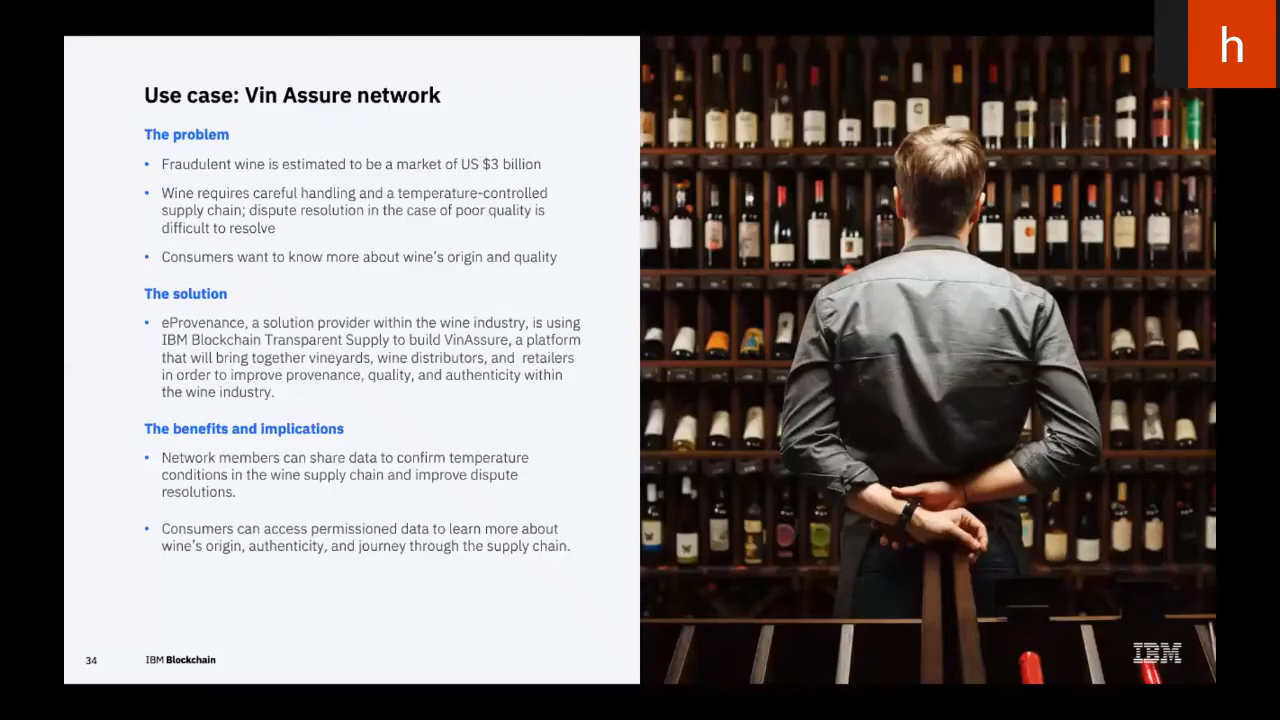 h
Use case: Vin Assure network
The problem
• Fraudulent wine is estimated to be a market of US $3 billion
• Wine requires careful handling and a temperature-controlled
supply chain; dispute resolution in the case of poor quality is
difficult to resolve
• Consumers want to know more about wine's origin and quality
The solution
• eProvenance, a solution provider within the wine industry, is using
IBM Blockchain Transparent Supply to build VinAssure, a platform
that will bring together vineyards, wine distributors, and retailers
in order to improve provenance, quality, and authenticity within
the wine industry.
The benefits and implications
• Network members can share data to confirm temperature
conditions in the wine supply chain and improve dispute
resolutions.
• Consumers can access permissioned data to learn more about
wine's origin, authenticity, and journey through the supply chain.
34 IBM Blockchain
IBM